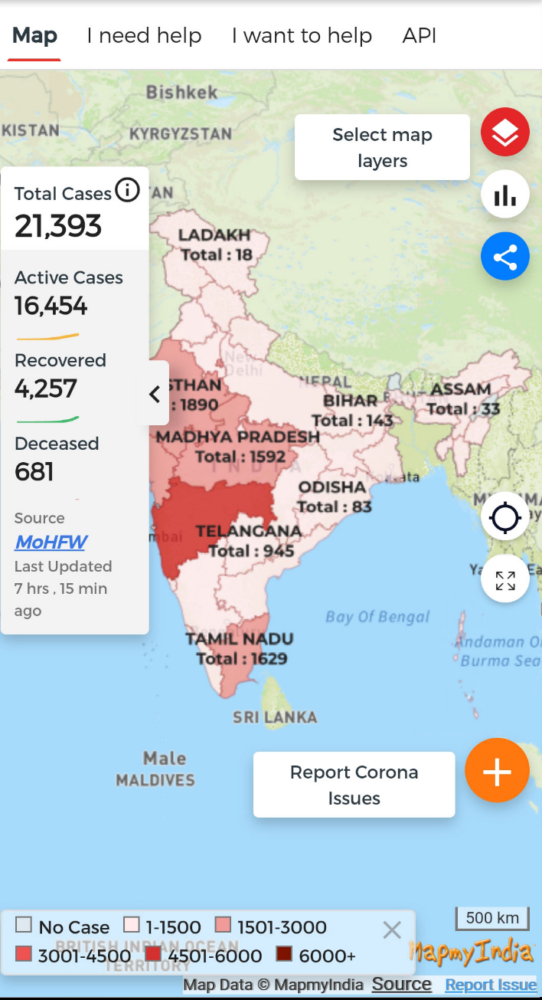 Map I need help I want to help API
Bishkek
KISTAN
KYRGYZSTAN
Select map
layers
Total Cases
21,393
LADAKH
Total : 18
Active Cases
16,454
Recovered
4,257
New
Delhi
NEPAL
STHAN
: 1890
BIHAR
Total : 143
ASSAM
Total : 33
MADHYA PRADESH
Total : 1592
INDIA
Deceased
681
ODISHA
Total : 83
Source
MoHFW
Last Updated
7 hrs , 15 min
ago
mbai
TELANGANA
Total : 945
Bay Of Bengal
Andaman O
Burma Sea
TAMIL NADU
Total : 1629
SRI LANKA
Male
MALDIVES
Report Corona
Issues
500 km
No Case 1-1500 1501-3000
3001-4500 4501-6000 6000+
BRITISH INDIAN OCEAN
TERRITORY
MapmyIndia
Map Data © MapmyIndia Source Report Issue